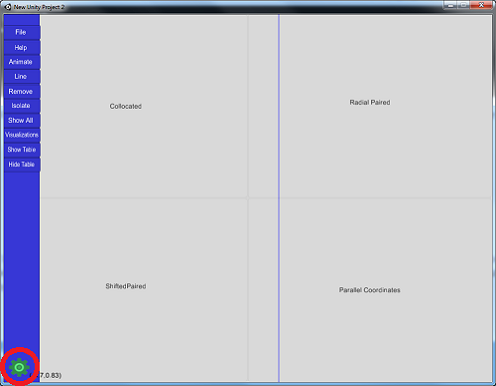 New Unity Project 2
File
Help
Animate
Line
Remove
Isolate
Show All
Visualizations
Show Table
Hide Table
Collocated
Radial Paired
ShiftedPaired
Parallel Coordinates
7.0.83)